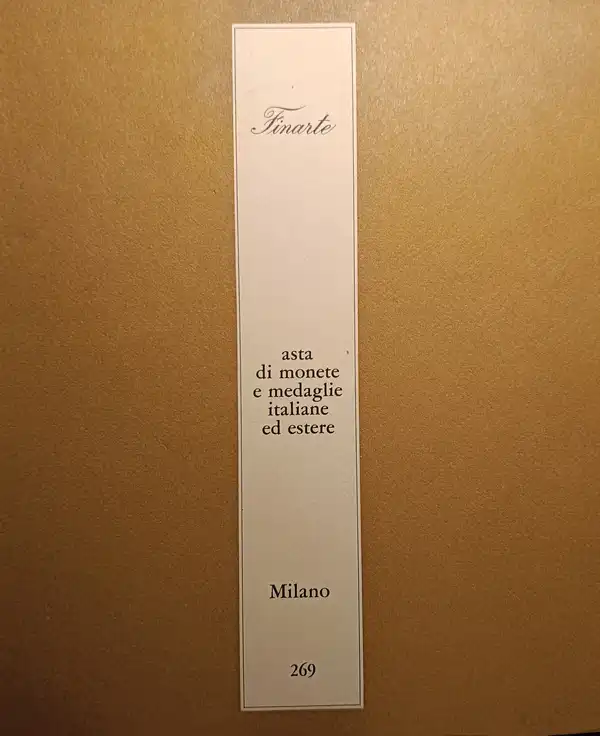 Finarte
asta
di monete
e medaglie
italiane
ed estere
Milano
269